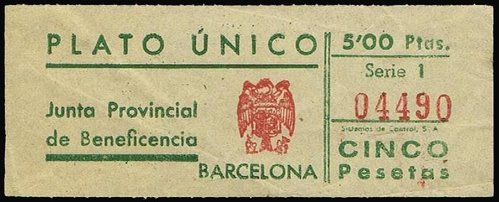 PLATO ÚNICO
Junta Provincial
de Beneficencia
BARCELONA
5'00 Ptas.
Serie 1
04490
Sistemas de Control, S. A.
CINCO
Pesetas